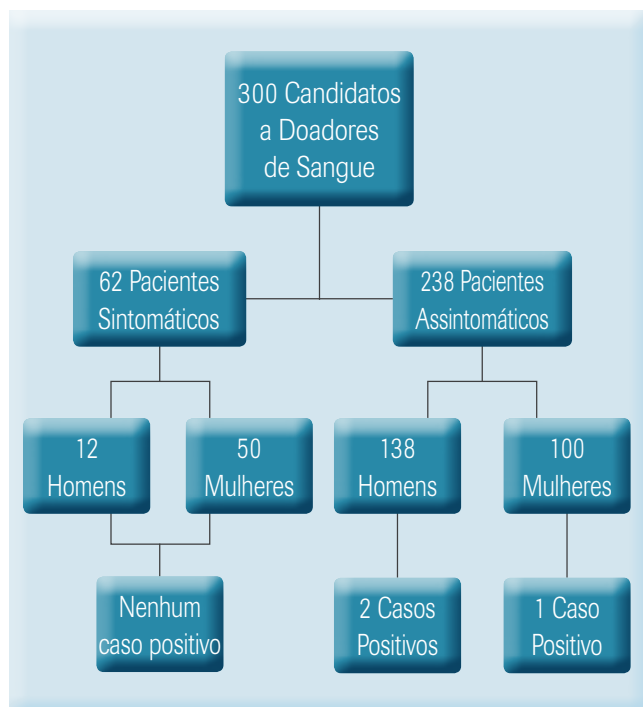 300 Candidatos
a Doadores
de Sangue
62 Pacientes
Sintomáticos
238 Pacientes
Assintomáticos
12
Homens
50
Mulheres
138
Homens
100
Mulheres
Nenhum
caso positivo
2 Casos
Positivos
1 Caso
Positivo